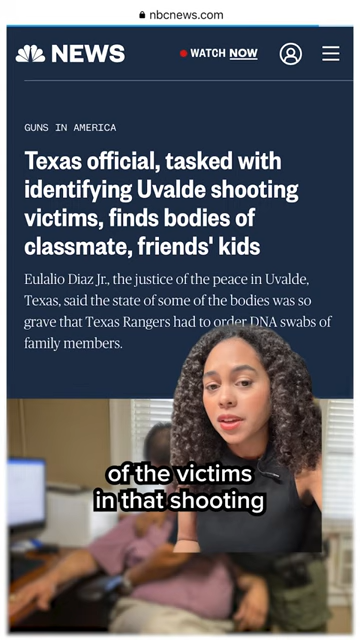 nbcnews.com
NEWS
WATCH NOW
GUNS IN AMERICA
Texas official, tasked with
identifying Uvalde shooting
victims, finds bodies of
classmate, friends' kids
Eulalio Diaz Jr., the justice of the peace in Uvalde,
Texas, said the state of some of the bodies was so
grave that Texas Rangers had to order DNA swabs of
family members.
of the victims
in that shooting